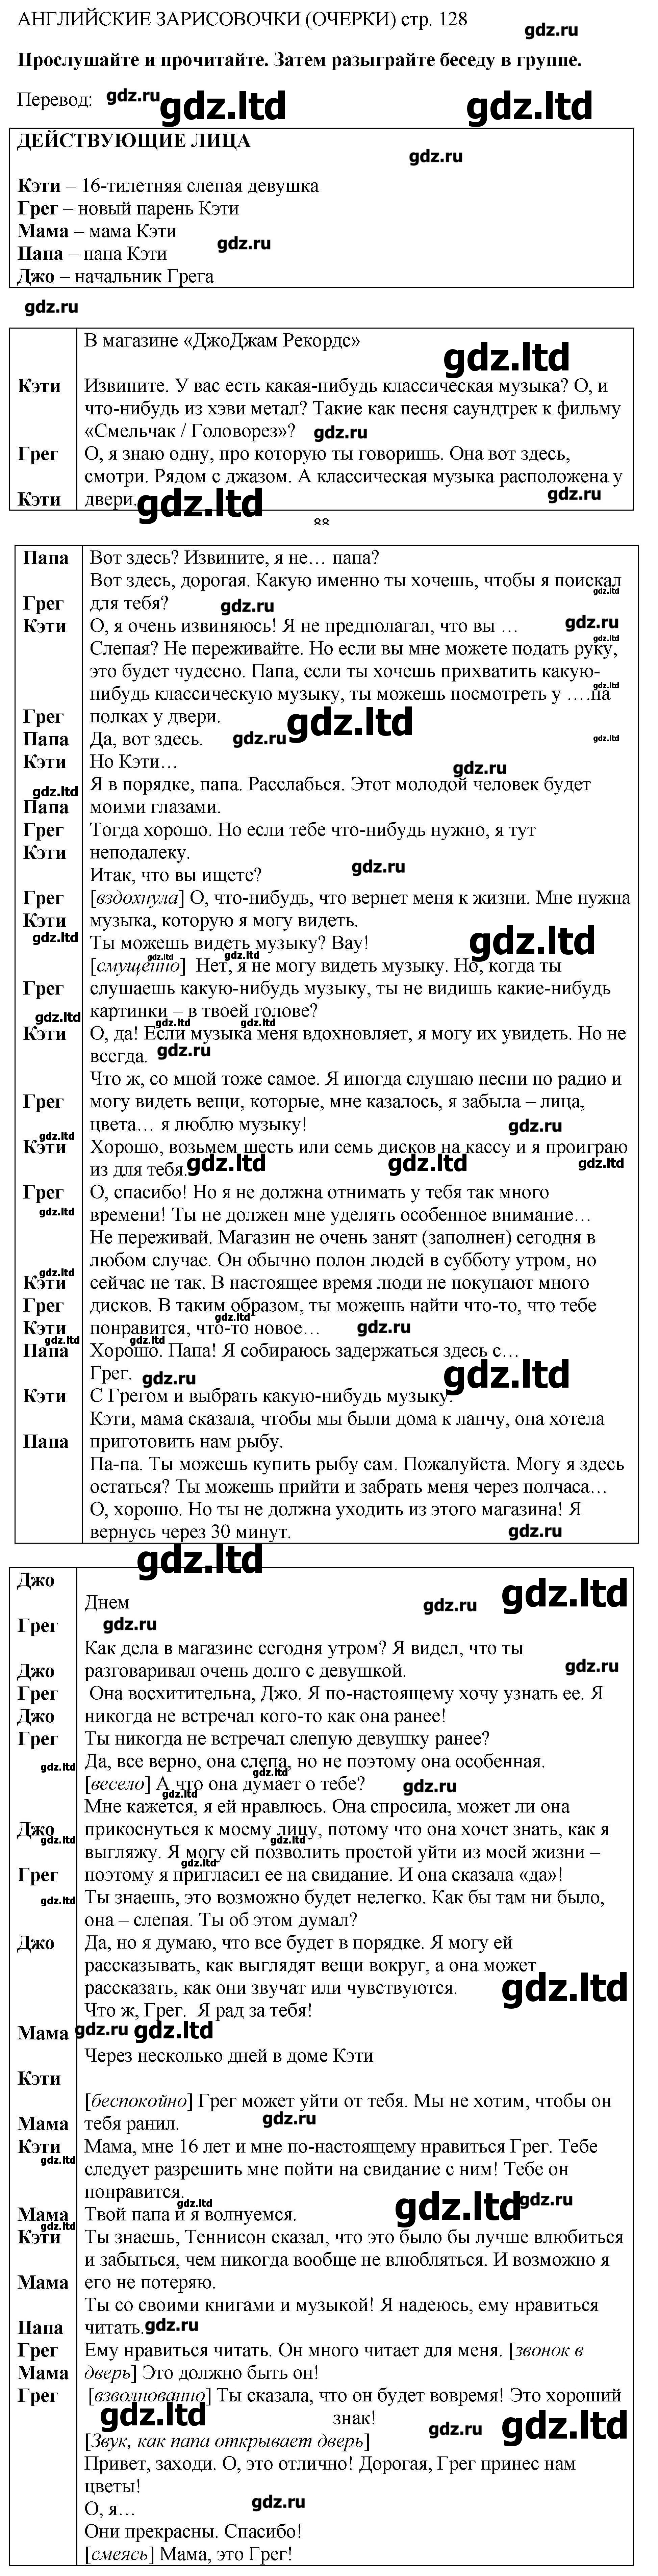 АНГЛИЙСКИЕ ЗАРИСОВОЧКИ (ОЧЕРКИ) стр. 128
gdz.ru
Прослушайте и прочитайте. Затем разыграйте беседу в группе.
Перевод: gdz.ru gdz.ltd gdz.ltd
ДЕЙСТВУЮЩИЕ ЛИЦА
gdz.ru
Кэти – 16-тилетняя слепая девушка
Грег – новый парень Кэти
Мама – мама Кэти
gdz.ru
Папа – папа Кэти
Джо – начальник Грега
gdz.ru
В магазине «ДжоДжам Рекордс»
gdz.ltd
Кэти Извините. У вас есть какая-нибудь классическая музыка? О, и
что-нибудь из хэви метал? Такие как песня саундтрек к фильму
«Смельчак / Головорез»? gdz.ru
Грег О, я знаю одну, про которую ты говоришь. Она вот здесь,
смотри. Рядом с джазом. А классическая музыка расположена у
Кэти двери. gdz.ltd gdz.ru
88
Папа Вот здесь? Извините, я не… папа?
Вот здесь, дорогая. Какую именно ты хочешь, чтобы я поискал
gdz.ltd
Грег для тебя? gdz.ru
Кэти О, я очень извиняюсь! Я не предполагал, что вы … gdz.ru
gdz.ltd
Слепая? Не переживайте. Но если вы мне можете подать руку,
это будет чудесно. Папа, если ты хочешь прихватить какую-
gdz.ltd
нибудь классическую музыку, ты можешь посмотреть у ….на
Грег полках у двери. gdz.ltd
Папа Да, вот здесь. gdz.ru gdz.ltd
Кэти Но Кэти… gdz.ru
Я в порядке, папа. Расслабься. Этот молодой человек будет
gdz.ltd
Папа моими глазами.
Грег Тогда хорошо. Но если тебе что-нибудь нужно, я тут
Кэти неподалеку.
gdz.ru
Итак, что вы ищете?
Грег [вздохнула] О, что-нибудь, что вернет меня к жизни. Мне нужна
Кэти музыка, которую я могу видеть.
gdz.ltd Ты можешь видеть музыку? Вау! gdz.ltd
gdz.ltd gdz.ltd
[смущенно] Нет, я не могу видеть музыку. Но, когда ты
Грег слушаешь какую-нибудь музыку, ты не видишь какие-нибудь
gdz.ltd картинки – в твоей голове?
gdz.ltd gdz.ltd
Кэти О, да! Если музыка меня вдохновляет, я могу их увидеть. Но не
всегда. gdz.ru
Что ж, со мной тоже самое. Я иногда слушаю песни по радио и
Грег могу видеть вещи, которые, мне казалось, я забыла – лица,
цвета… я люблю музыку! gdz.ru
gdz.ltd
Кэти Хорошо, возьмем шесть или семь дисков на кассу и я проиграю
из для тебя. gdz.ltd gdz.ltd gdz.ltd
Грег О, спасибо! Но я не должна отнимать у тебя так много
gdz.ltd времени! Ты не должен мне уделять особенное внимание…
Не переживай. Магазин не очень занят (заполнен) сегодня в
любом случае. Он обычно полон людей в субботу утром, но
gdz.ltd
Кэти сейчас не так. В настоящее время люди не покупают много
Грег дисков. В таким образом, ты можешь найти что-то, что тебе
gdz.ltd
Кэти понравится, что-то новое… gdz.ru
gdz.ltd gdz.ltd
Папа Хорошо. Папа! Я собираюсь задержаться здесь с…
Грег. gdz.ru gdz.ltd
Кэти С Грегом и выбрать какую-нибудь музыку.
Кэти, мама сказала, чтобы мы были дома к ланчу, она хотела
Папа приготовить нам рыбу.
Па-па. Ты можешь купить рыбу сам. Пожалуйста. Могу я здесь
остаться? Ты можешь прийти и забрать меня через полчаса…
О, хорошо. Но ты не должна уходить из этого магазина! Я
вернусь через 30 минут. gdz.ru
gdz.ltd
Джо
Днем gdz.ru gdz.ltd
Грег gdz.ru
Как дела в магазине сегодня утром? Я видел, что ты
Джо разговаривал очень долго с девушкой. gdz.ru
Грег Она восхитительна, Джо. Я по-настоящему хочу узнать ее. Я
Джо никогда не встречал кого-то как она ранее!
Грег Ты никогда не встречал слепую девушку ранее?
gdz.ltd Да, все верно, она слепа, но не поэтому она особенная.
gdz.ltd
[весело] А что она думает о тебе? gdz.ru
gdz.ltd
Мне кажется, я ей нравлюсь. Она спросила, может ли она
Джо прикоснуться к моему лицу, потому что она хочет знать, как я
gdz.ltd gdz.ltd
выгляжу. Я могу ей позволить простой уйти из моей жизни –
gdz.ltd
Грег поэтому я пригласил ее на свидание. И она сказала «да»!
gdz.ltd Ты знаешь, это возможно будет нелегко. Как бы там ни было,
она – слепая. Ты об этом думал?
Джо Да, но я думаю, что все будет в порядке. Я могу ей
рассказывать, как выглядят вещи вокруг, а она может
рассказать, как они звучат или чувствуются. gdz.ltd
Что ж, Грег. Я рад за тебя!
Мама gdz.ru gdz.ltd
Через несколько дней в доме Кэти
Кэти
[беспокойно] Грег может уйти от тебя. Мы не хотим, чтобы он
Мама тебя ранил. gdz.ru
Кэти Мама, мне 16 лет и мне по-настоящему нравиться Грег. Тебе
gdz.ltd следует разрешить мне пойти на свидание с ним! Тебе он
понравится.
gdz.ltd gdz.ltd gdz.ru
Мама Твой папа и я волнуемся.
gdz.ltd
Кэти Ты знаешь, Теннисон сказал, что это было бы лучше влюбиться
и забыться, чем никогда вообще не влюбляться. И возможно я
Мама его не потеряю.
Ты со своими книгами и музыкой! Я надеюсь, ему нравиться
Папа читать. gdz.ru
Грег Ему нравиться читать. Он много читает для меня. [звонок в
Мама дверь] Это должно быть он!
Грег [взволнованно] Ты сказала, что он будет вовремя! Это хороший
gdz.ltd знак! gdz.ru gdz.ltd
[Звук, как папа открывает дверь]
Привет, заходи. О, это отлично! Дорогая, Грег принес нам
цветы!
О, я… gdz.ru
Они прекрасны. Спасибо!
[смеясь] Мама, это Грег!